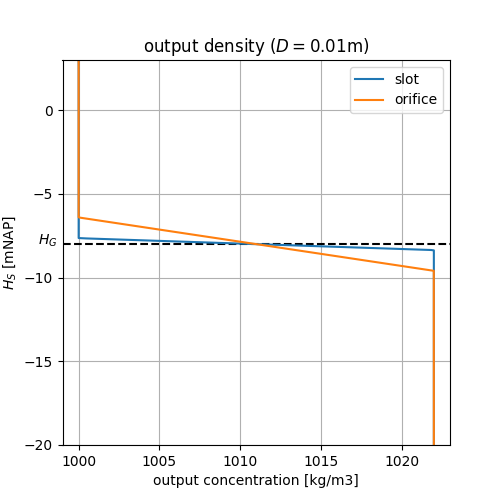 output density (D = 0.01m)
slot
orifice
0
−5
H_G
−10
−15
−20
H_S [mNAP]
1000 1005 1010 1015 1020
output concentration [kg/m3]